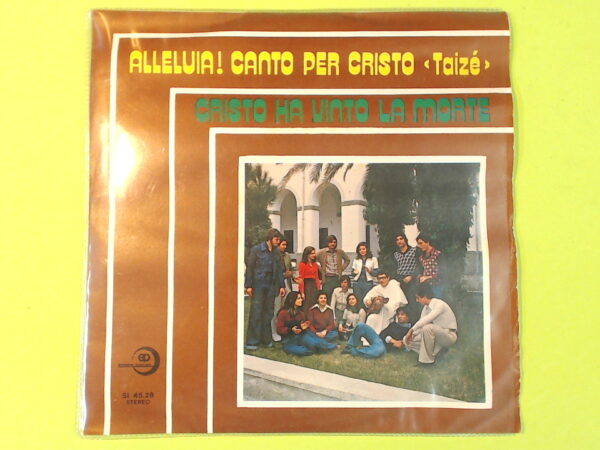 ALLELUIA! CANTO PER CRISTO <Taizé>
CRISTO HA VINTO LA MORTE
SI 45.28
STEREO